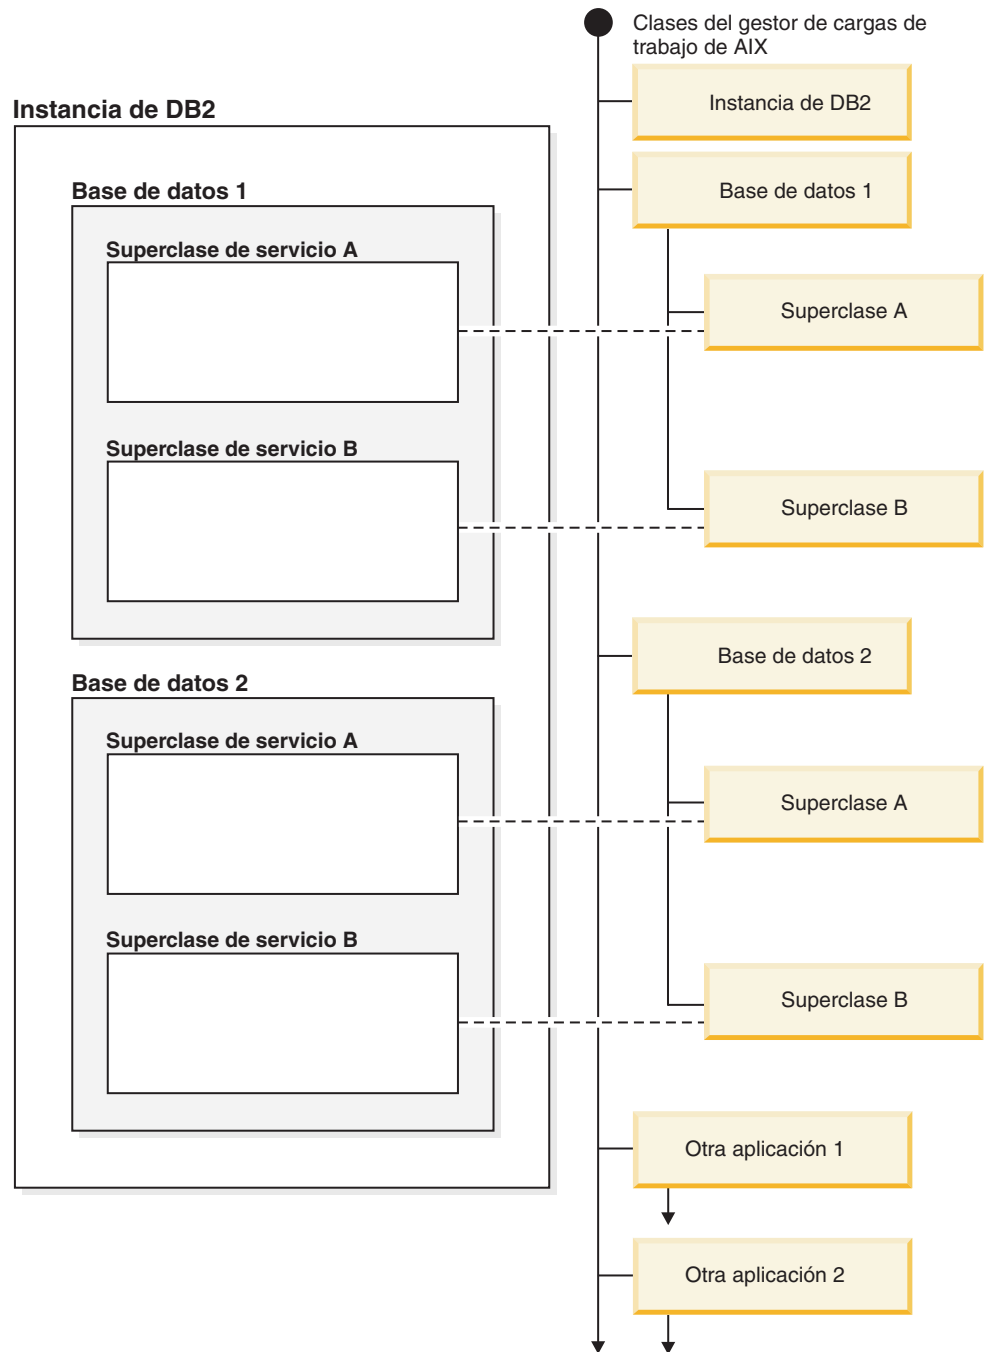 Clases del gestor de cargas de
trabajo de AIX
Instancia de DB2
Instancia de DB2
Base de datos 1
Base de datos 1
Superclase de servicio A
Superclase A
Superclase de servicio B
Superclase B
Base de datos 2
Base de datos 2
Superclase de servicio A
Superclase A
Superclase de servicio B
Superclase B
Otra aplicación 1
Otra aplicación 2